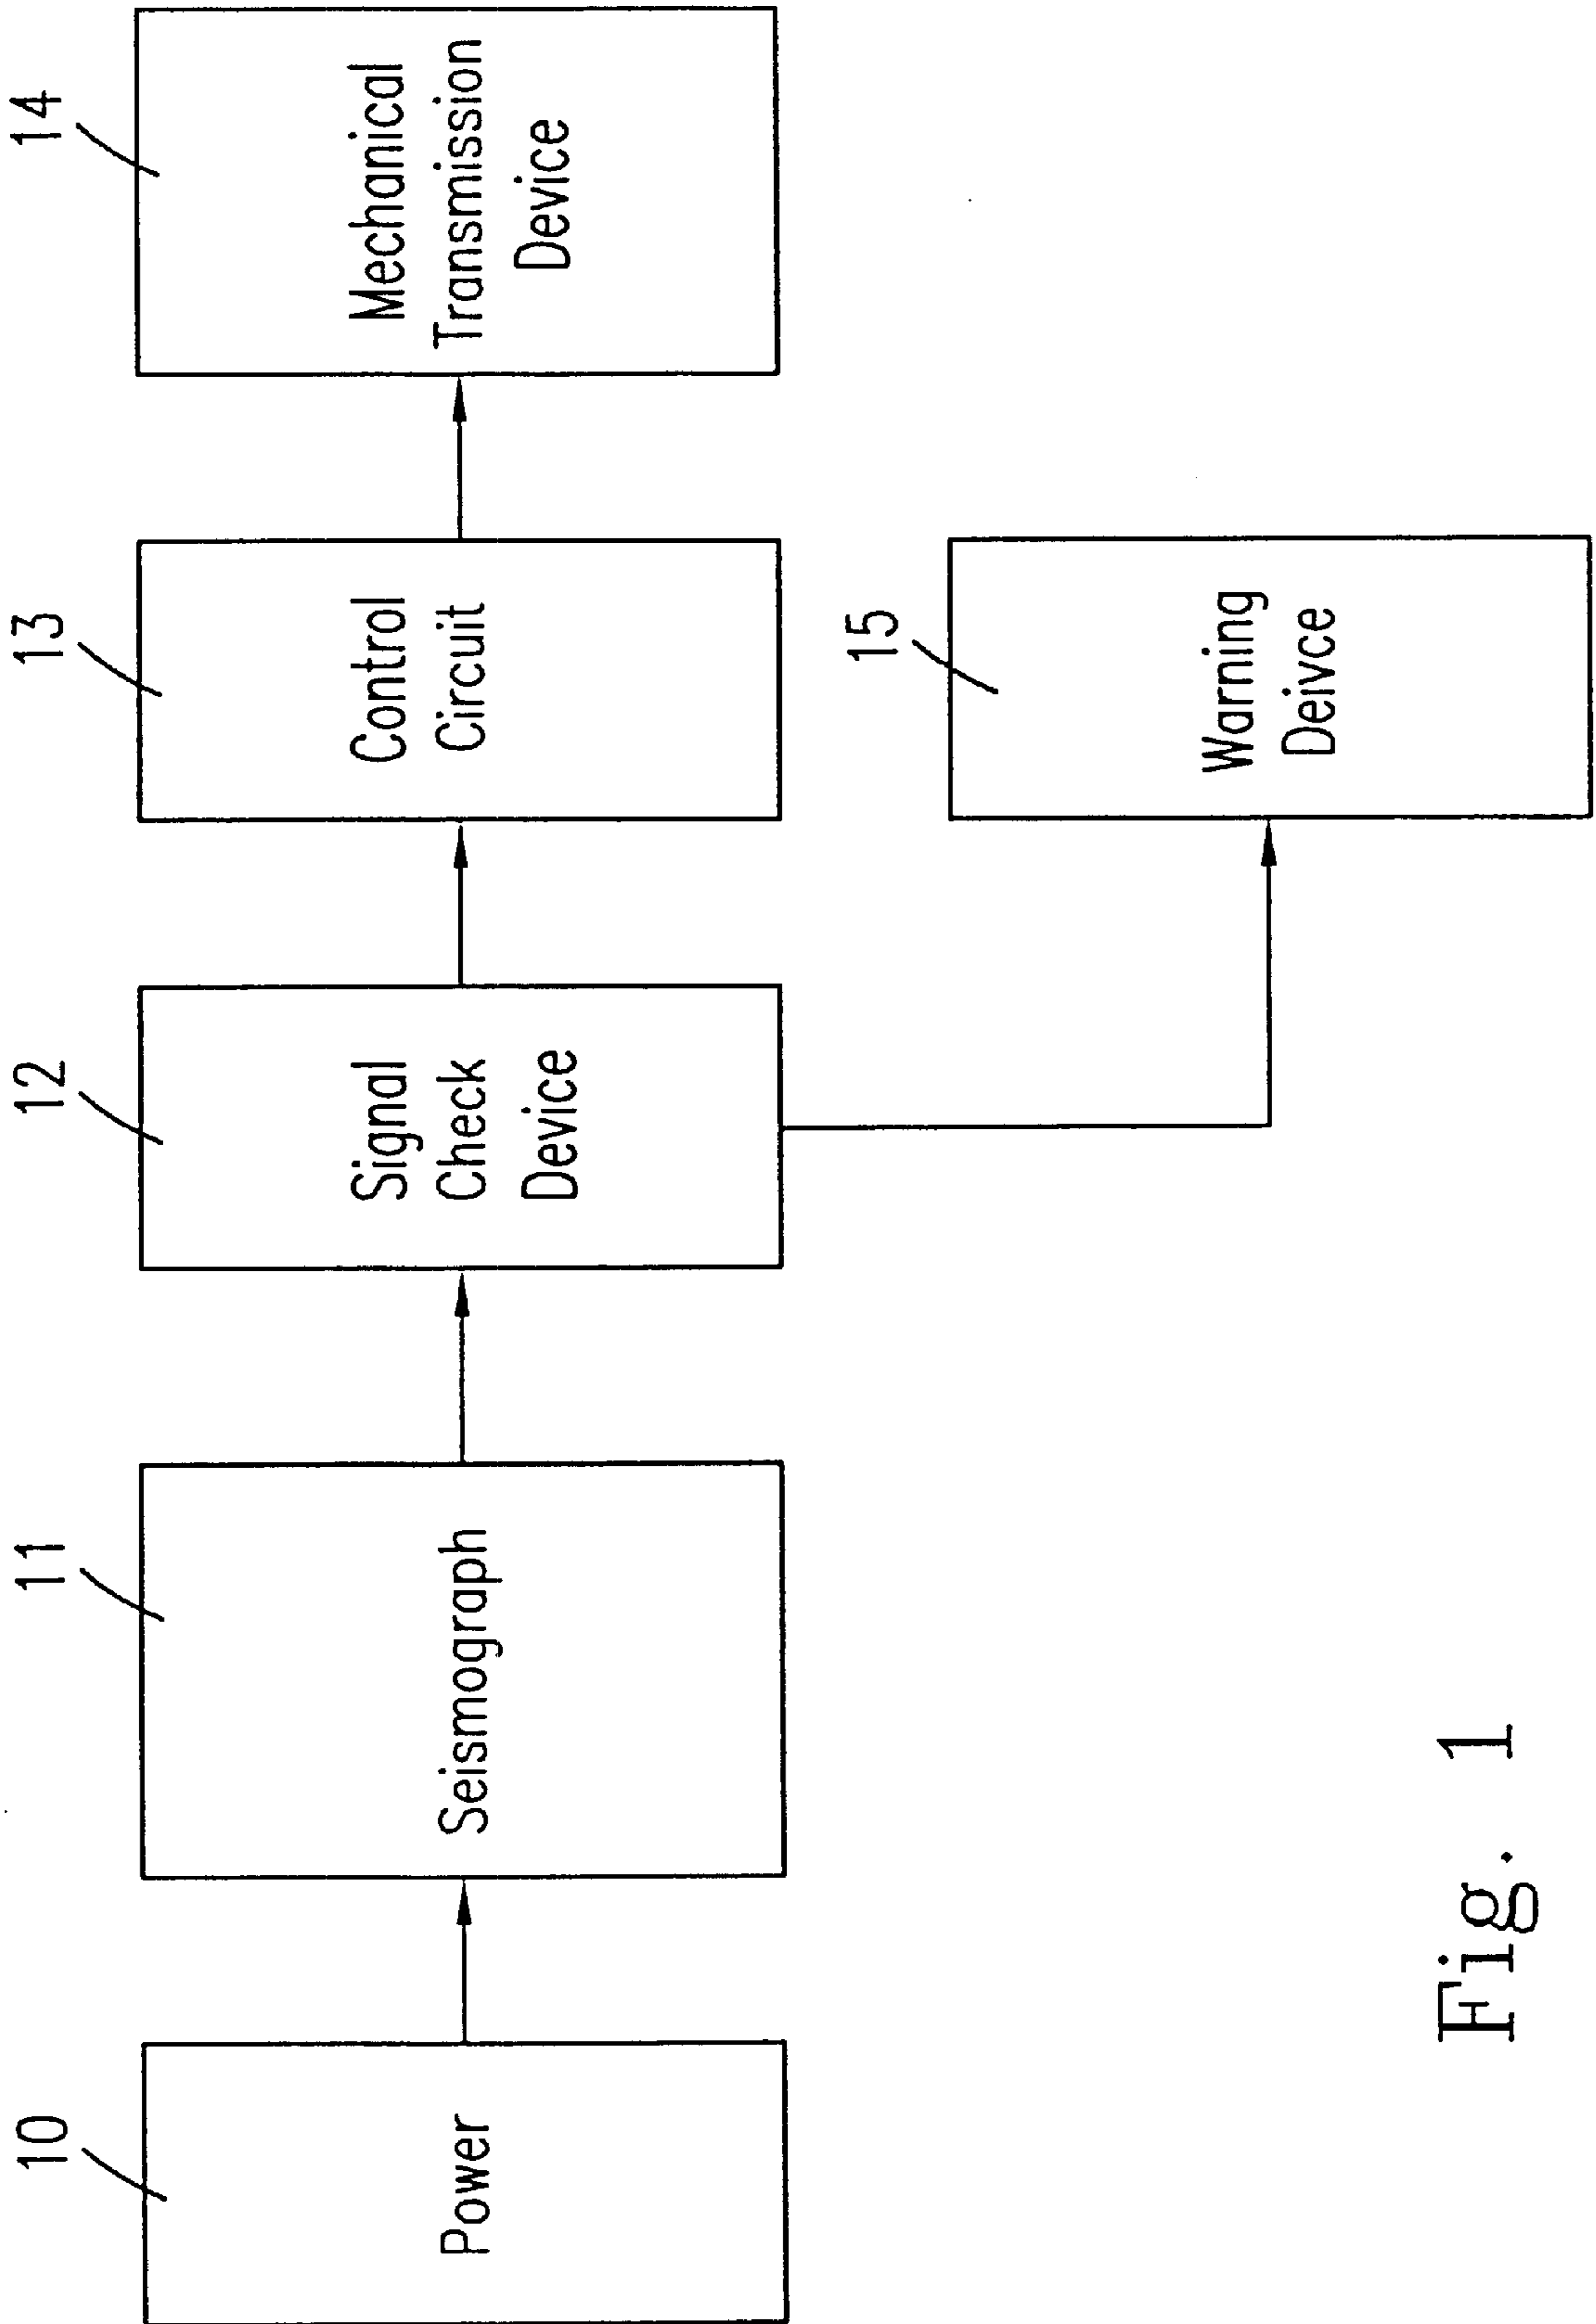 10
Power
11
Seismograph
12
Signal
Check
Device
13
Control
Circuit
14
Mechanical
Transmission
Device
15
Warning
Deivce
Fig. 1